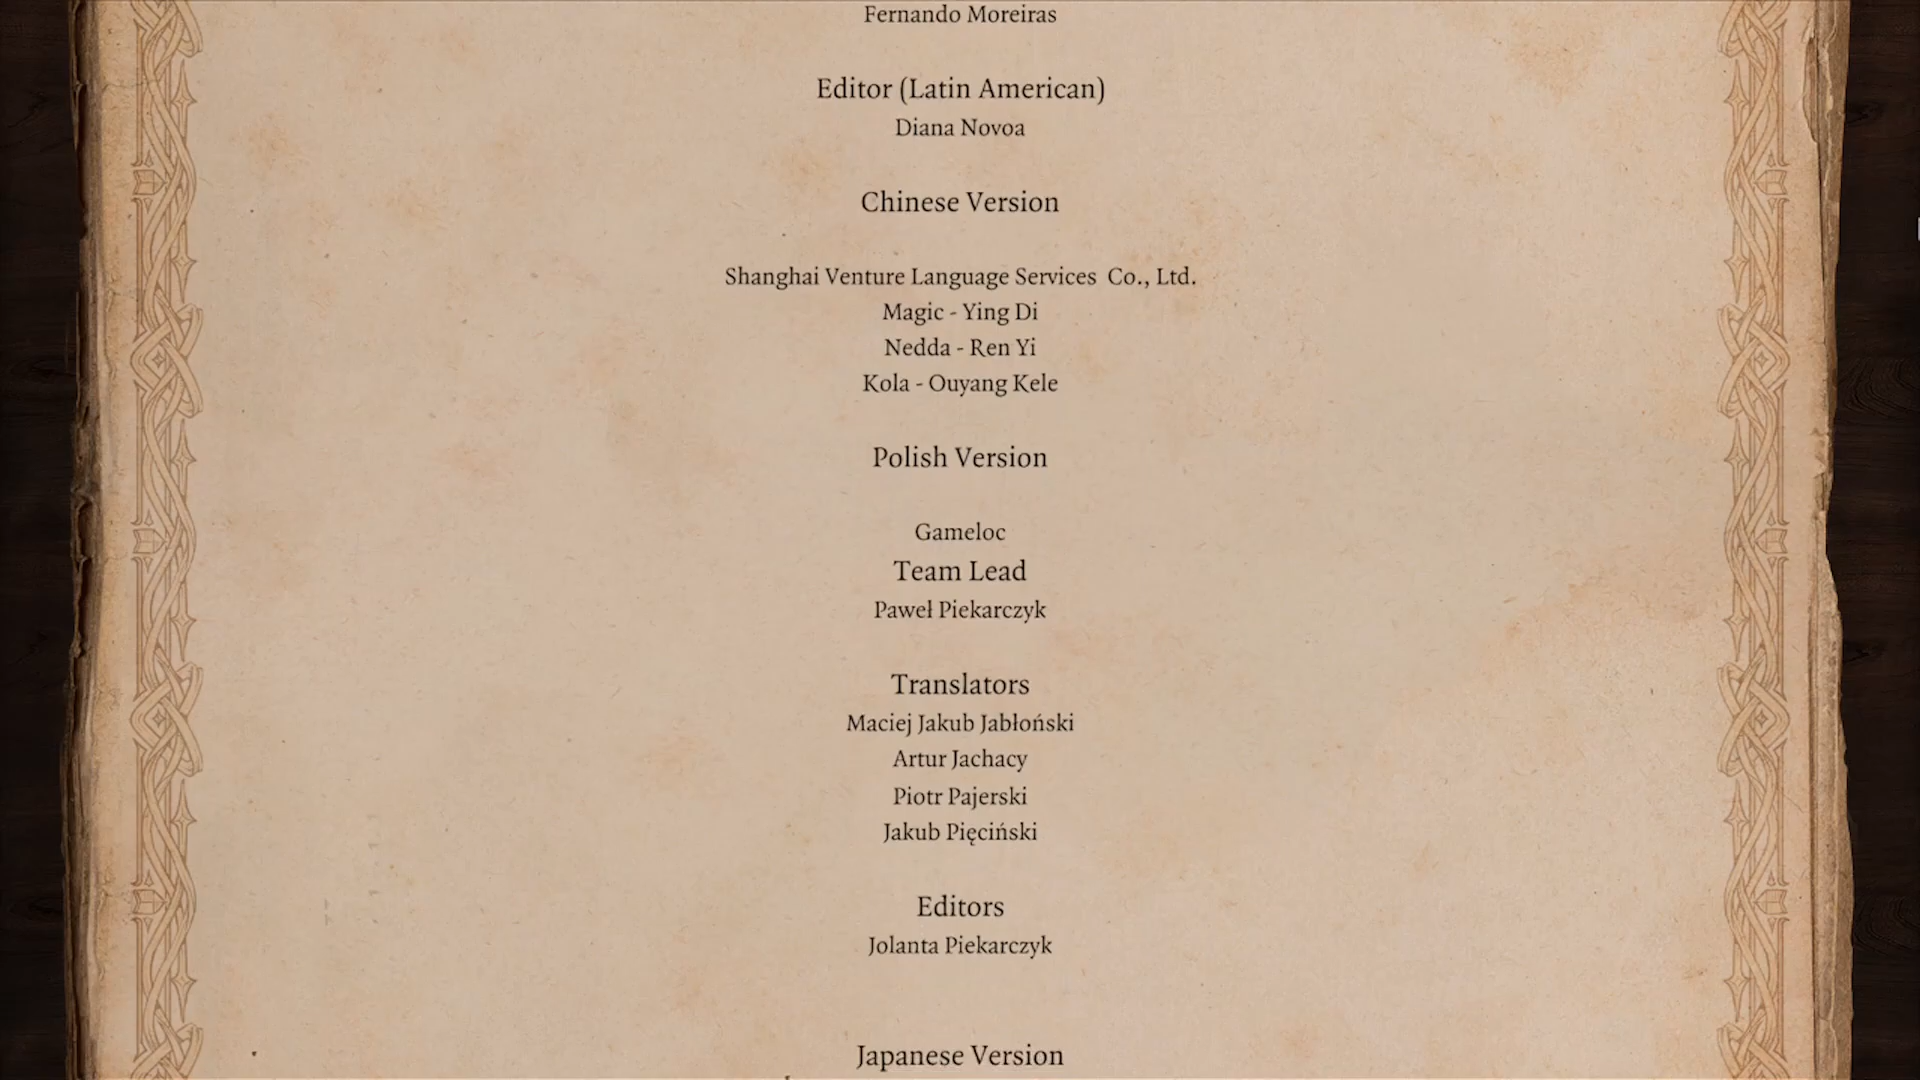 Fernando Moreiras
Editor (Latin American)
Diana Novoa
Chinese Version
Shanghai Venture Language Services  Co., Ltd.
Magic - Ying Di
Nedda - Ren Yi
Kola - Ouyang Kele
Polish Version
Gameloc
Team Lead
Paweł Piekarczyk
Translators
Maciej Jakub Jabłoński
Artur Jachacy
Piotr Pajerski
Jakub Pięciński
Editors
Jolanta Piekarczyk
Japanese Version